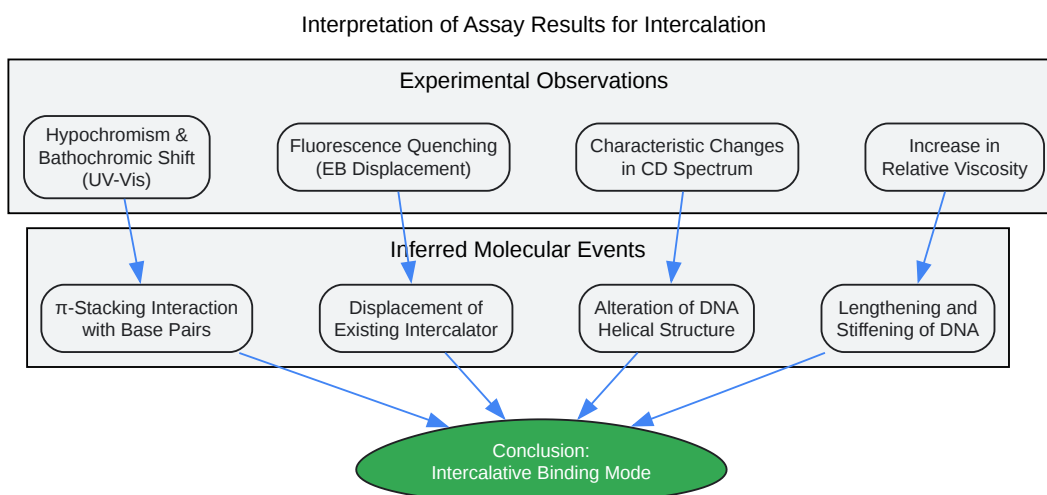 Interpretation of Assay Results for Intercalation
Experimental Observations
Hypochromism &
Bathochromic Shift
(UV-Vis)
Fluorescence Quenching
(EB Displacement)
Characteristic Changes
in CD Spectrum
Increase in
Relative Viscosity
Inferred Molecular Events
π-Stacking Interaction
with Base Pairs
Displacement of
Existing Intercalator
Alteration of DNA
Helical Structure
Lengthening and
Stiffening of DNA
Conclusion:
Intercalative Binding Mode